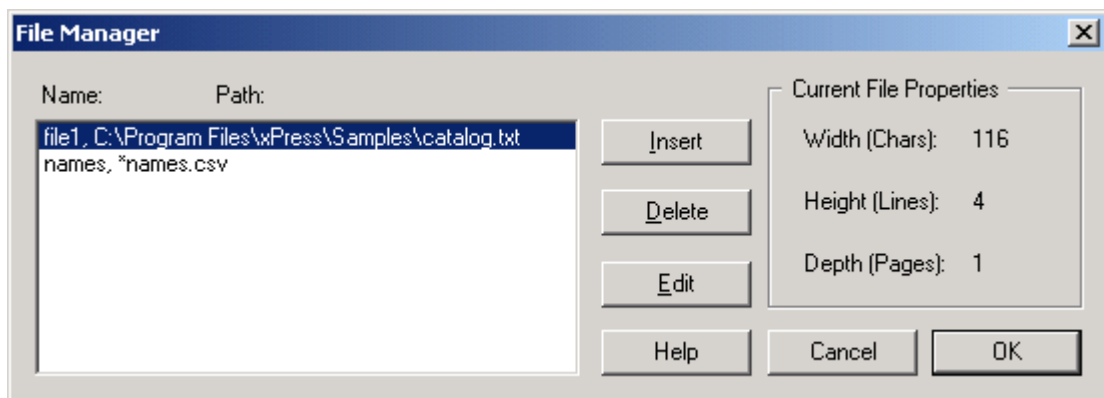 File Manager
Name: Path:
file1, C:\Program Files\xPress\Samples\catalog.txt
names, *names.csv
Insert
Delete
Edit
Help
Current File Properties
Width (Chars): 116
Height (Lines): 4
Depth (Pages): 1
Cancel
OK